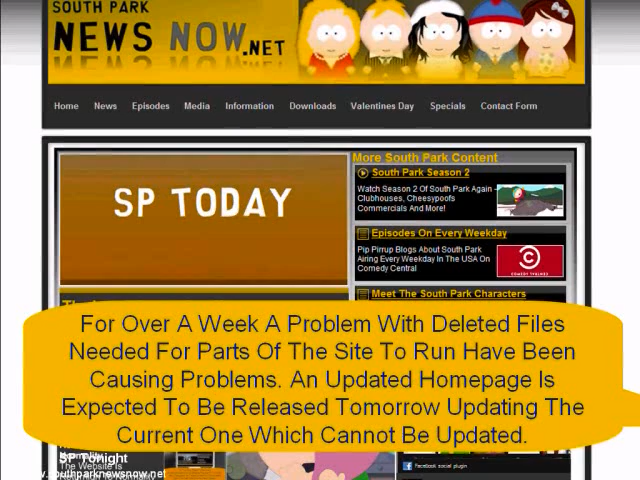 SOUTH PARK
NEWS NOW.NET
Home News Episodes Media Information Downloads Valentines Day Specials Contact Form
SP TODAY
More South Park Content
South Park Season 2
Watch Season 2 Of South Park Again -
Clubhouses, Cheesypoofs
Commercials And More!
Episodes On Every Weekday
Pip Pirrup Blogs About South Park
Airing Every Weekday In The USA On
Comedy Central
Meet The South Park Characters
For Over A Week A Problem With Deleted Files
Needed For Parts Of The Site To Run Have Been
Causing Problems. An Updated Homepage Is
Expected To Be Released Tomorrow Updating The
Current One Which Cannot Be Updated.
SP Tonight
The Website Is
w.southparknewsnow.net
Facebook social plugin